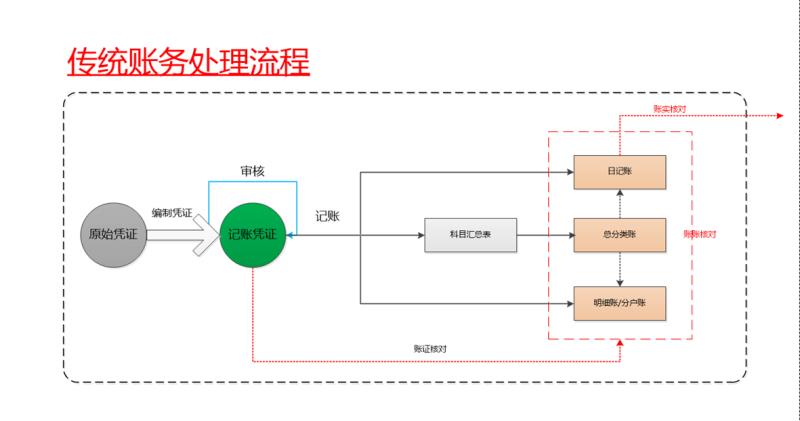 传统账务处理流程
账实核对
审核
日记账
编制凭证
记账
原始凭证
记账凭证
科目汇总表
总分类账
账账核对
明细账/分户账
账证核对